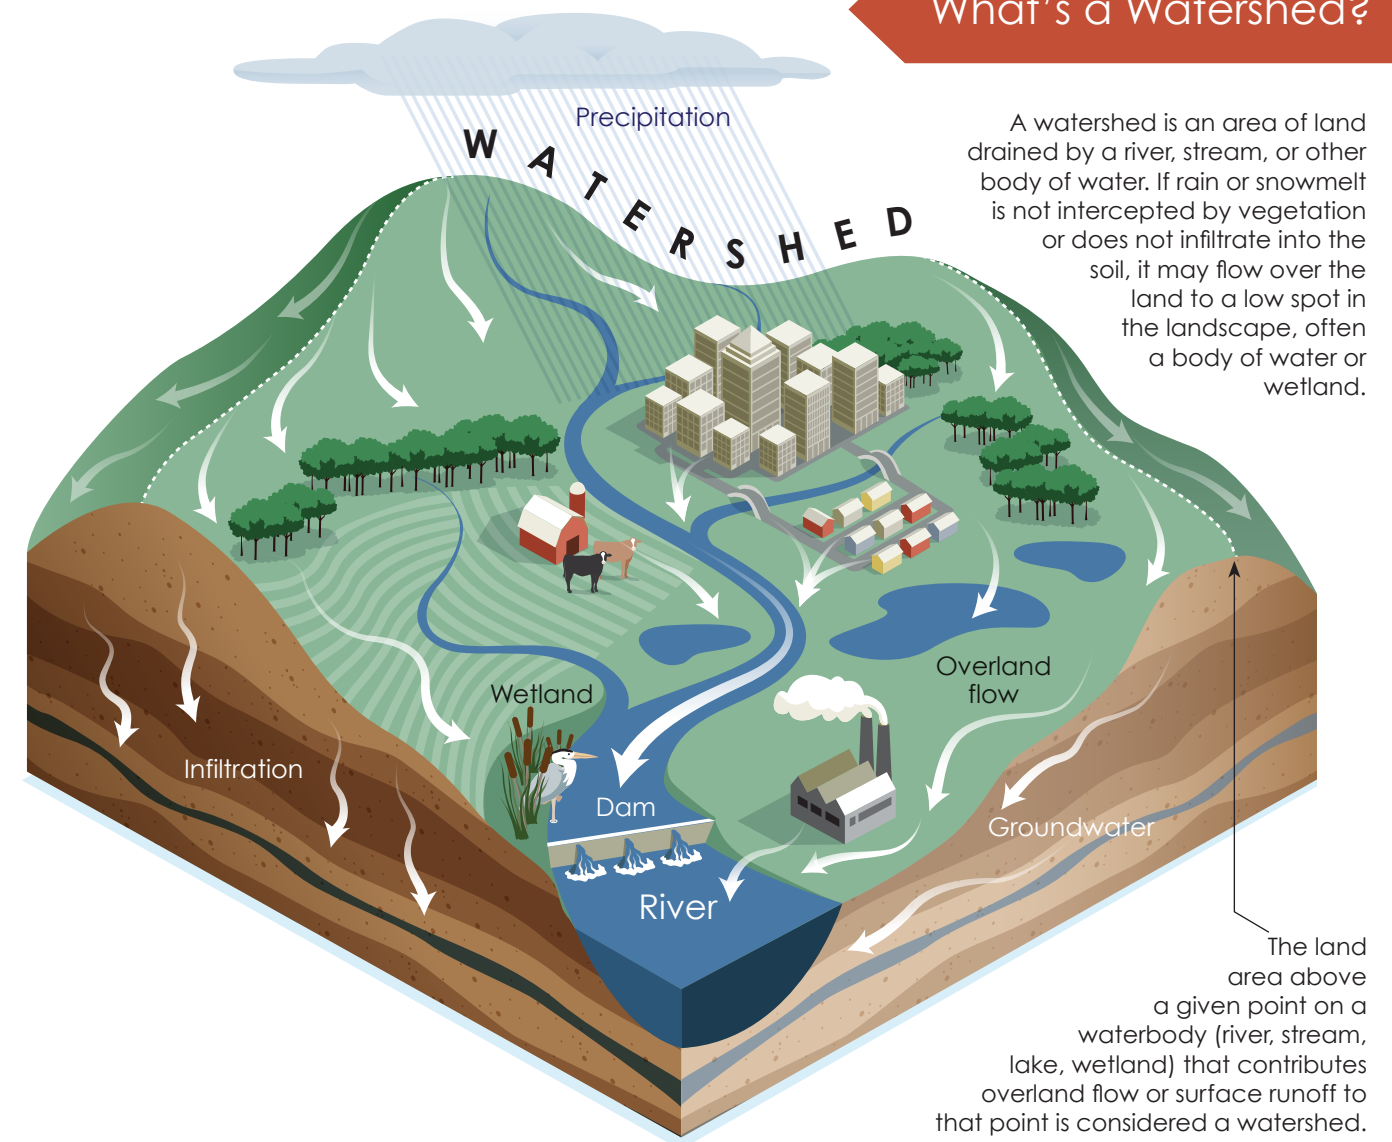 What's a Watershed?
Precipitation
WATERSHED
A watershed is an area of land
drained by a river, stream, or other
body of water. If rain or snowmelt
is not intercepted by vegetation
or does not infiltrate into the
soil, it may flow over the
land to a low spot in
the landscape, often
a body of water or
wetland.
Overland
flow
Wetland
Infiltration
Dam
Groundwater
River
The land
area above
a given point on a
waterbody (river, stream,
lake, wetland) that contributes
overland flow or surface runoff to
that point is considered a watershed.